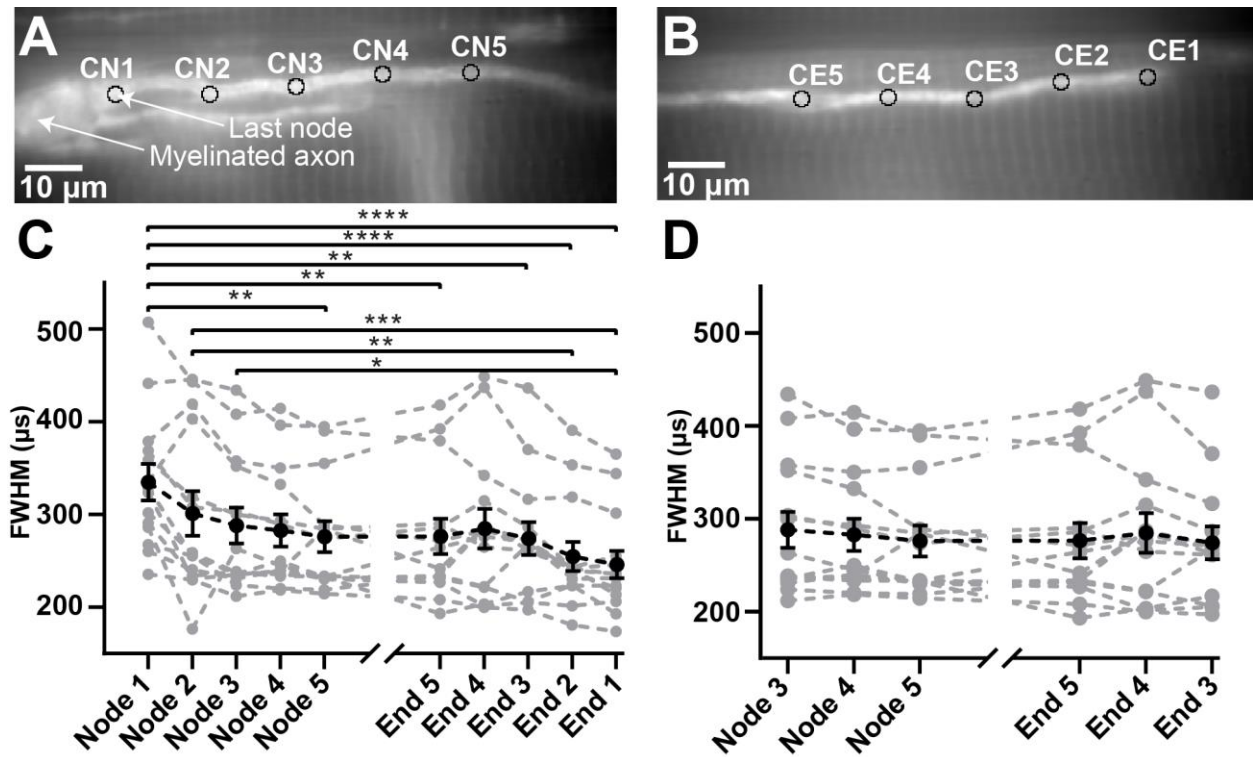 A
CN1
CN2
CN3
CN4
CN5
Last node
Myelinated axon
10 µm
B
CE5
CE4
CE3
CE2
CE1
10 µm
C
****
****
**
**
**
***
**
*
FWHM (µs)
500
400
300
200
Node 1
Node 2
Node 3
Node 4
Node 5
End 5
End 4
End 3
End 2
End 1
D
FWHM (µs)
500
400
300
200
Node 3
Node 4
Node 5
End 5
End 4
End 3